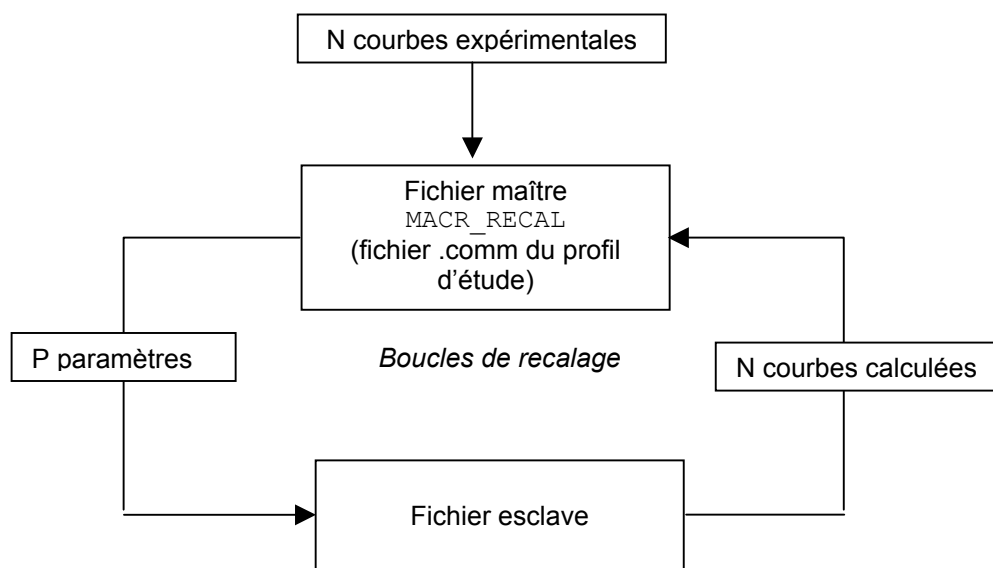 N courbes expérimentales
Fichier maître
MACR_RECAL
(fichier .comm du profil
d'étude)
P paramètres
Boucles de recalage
N courbes calculées
Fichier esclave